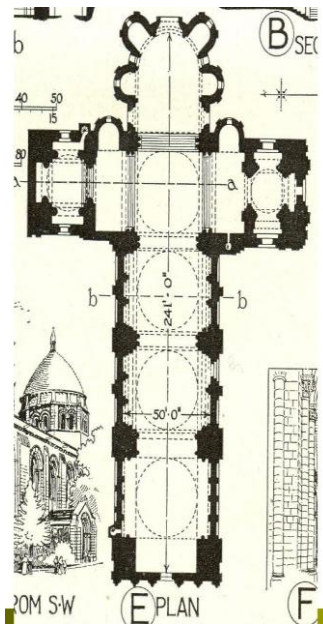 b
B SEC
40 50
15
80
a
b b
241'·0"
50'·0"
ROM S·W
E PLAN
F